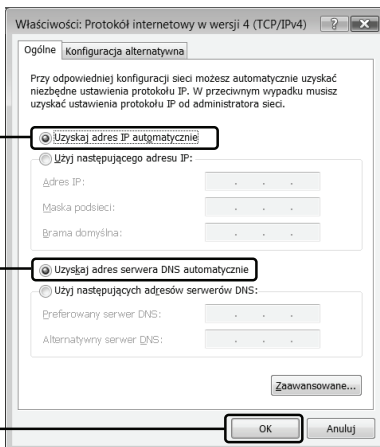 Właściwości: Protokół internetowy w wersji 4 (TCP/IPv4)
Ogólne Konfiguracja alternatywna
Przy odpowiedniej konfiguracji sieci możesz automatycznie uzyskać
niezbędne ustawienia protokołu IP. W przeciwnym wypadku musisz
uzyskać ustawienia protokołu IP od administratora sieci.
Uzyskaj adres IP automatycznie
Użyj następującego adresu IP:
Adres IP:
Maska podsieci:
Brama domyślna:
Uzyskaj adres serwera DNS automatycznie
Użyj następujących adresów serwerów DNS:
Preferowany serwer DNS:
Alternatywny serwer DNS:
Zaawansowane...
OK Anuluj